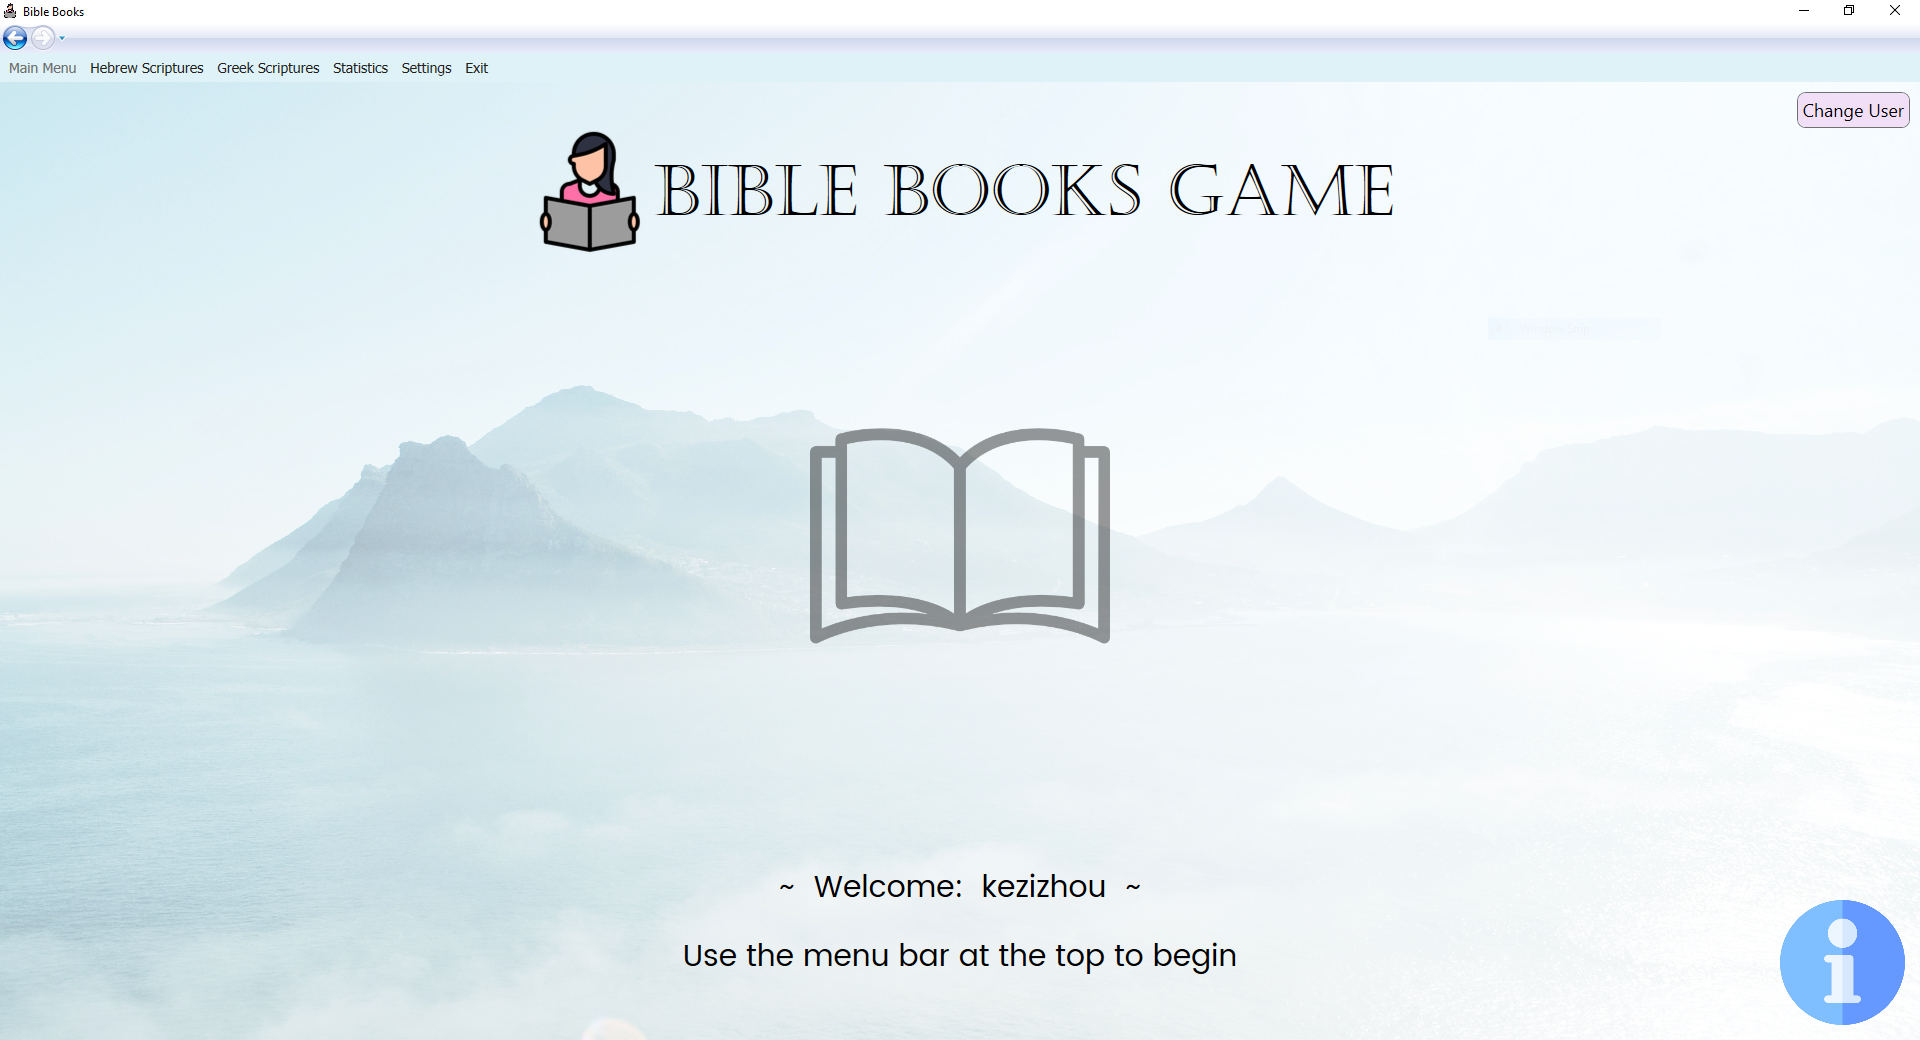 Bible Books
Main Menu Hebrew Scriptures Greek Scriptures Statistics Settings Exit
Change User
BIBLE BOOKS GAME
~ Welcome: kezizhou ~
Use the menu bar at the top to begin
i